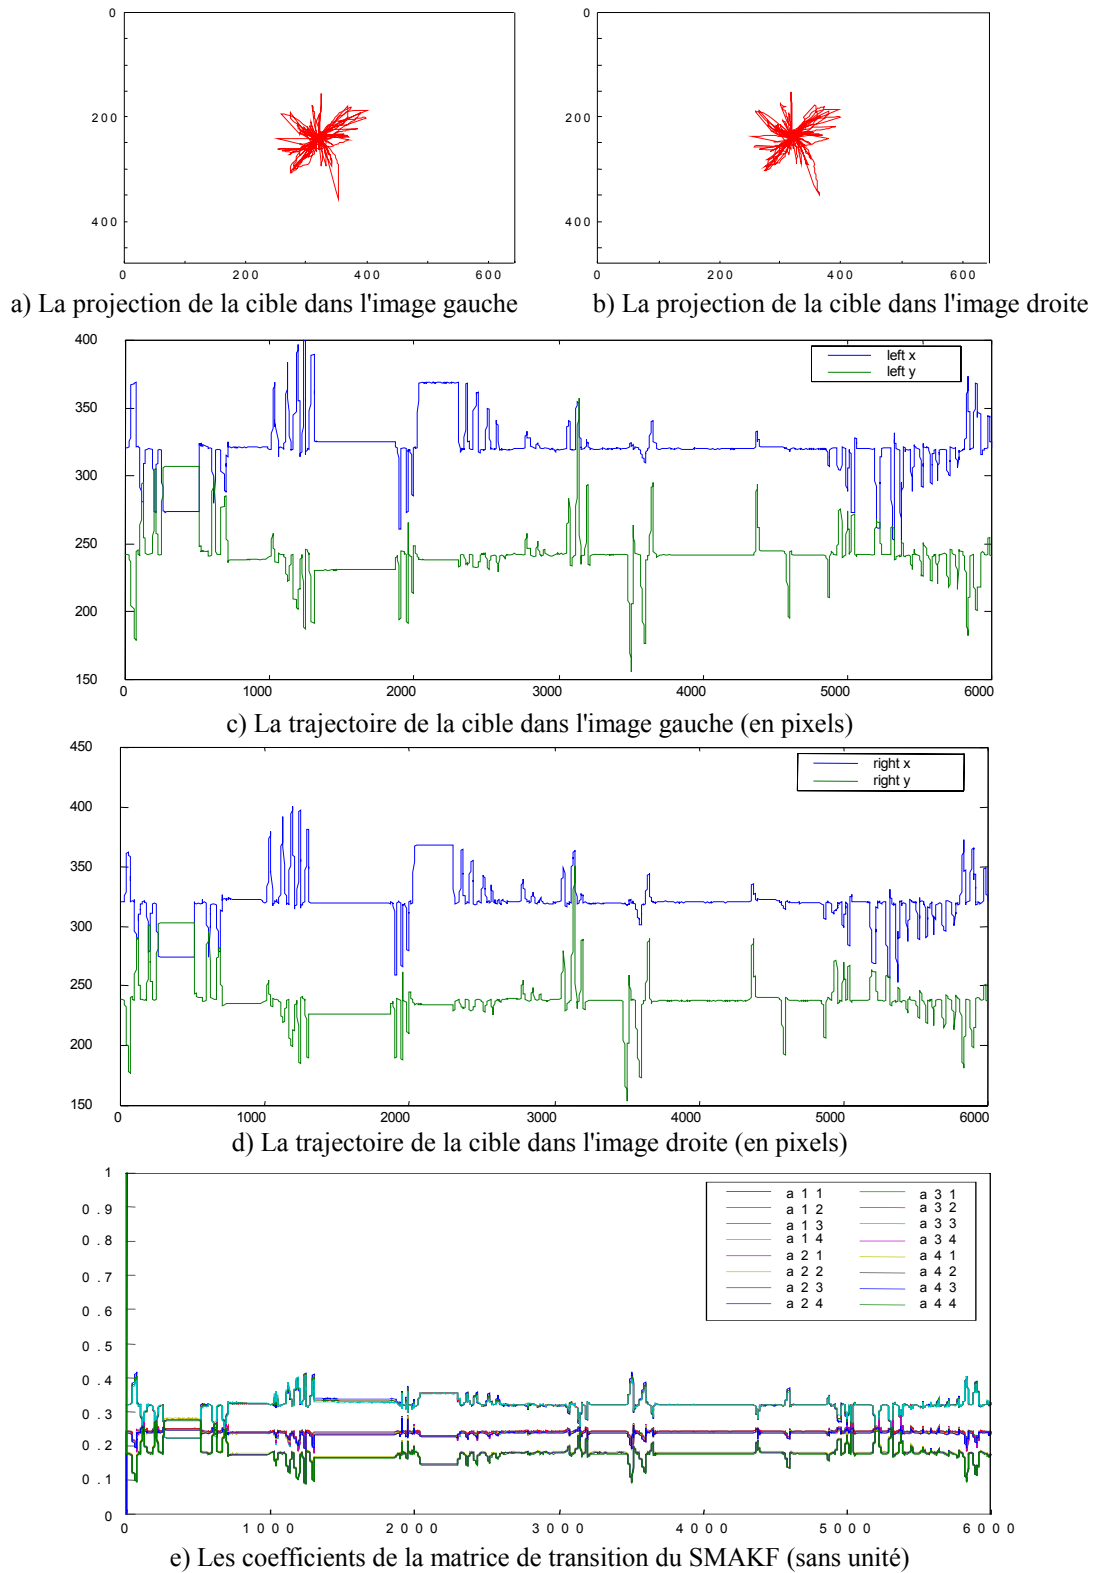 0
200
400
0
200
400
600
0
200
400
0
200
400
600
a) La projection de la cible dans l'image gauche
b) La projection de la cible dans l'image droite
400
350
300
250
200
150
left x
left y
0
1000
2000
3000
4000
5000
6000
c) La trajectoire de la cible dans l'image gauche (en pixels)
450
400
350
300
250
200
150
right x
right y
0
1000
2000
3000
4000
5000
6000
d) La trajectoire de la cible dans l'image droite (en pixels)
1
0.9
0.8
0.7
0.6
0.5
0.4
0.3
0.2
0.1
0
a 1 1
a 1 2
a 1 3
a 1 4
a 2 1
a 2 2
a 2 3
a 2 4
a 3 1
a 3 2
a 3 3
a 3 4
a 4 1
a 4 2
a 4 3
a 4 4
0
1000
2000
3000
4000
5000
6000
e) Les coefficients de la matrice de transition du SMAKF (sans unité)